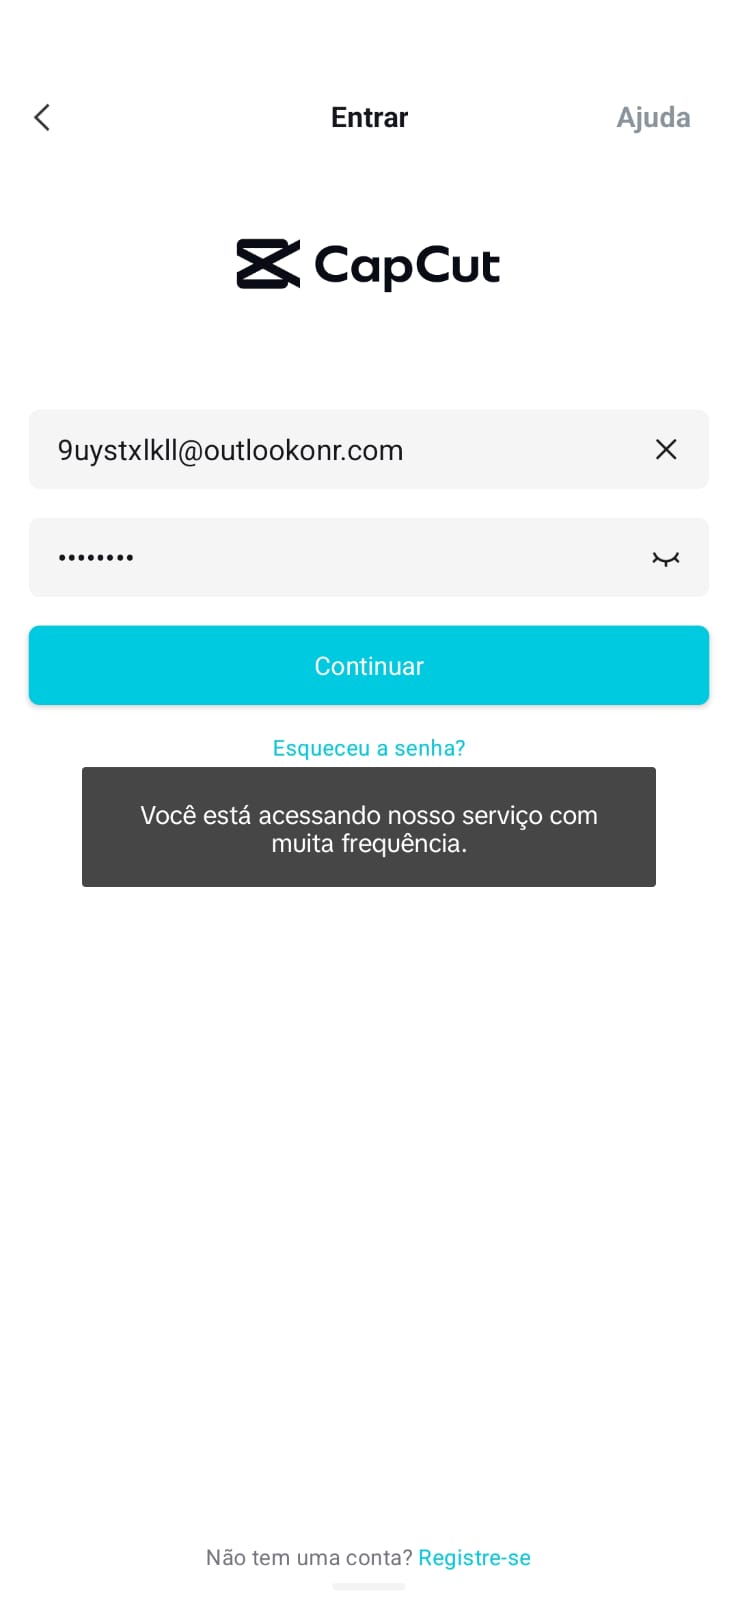 Entrar
Ajuda
CapCut
9uystxlkll@outlookonr.com
••••••••
Continuar
Esqueceu a senha?
Você está acessando nosso serviço com
muita frequência.
Não tem uma conta? Registre-se